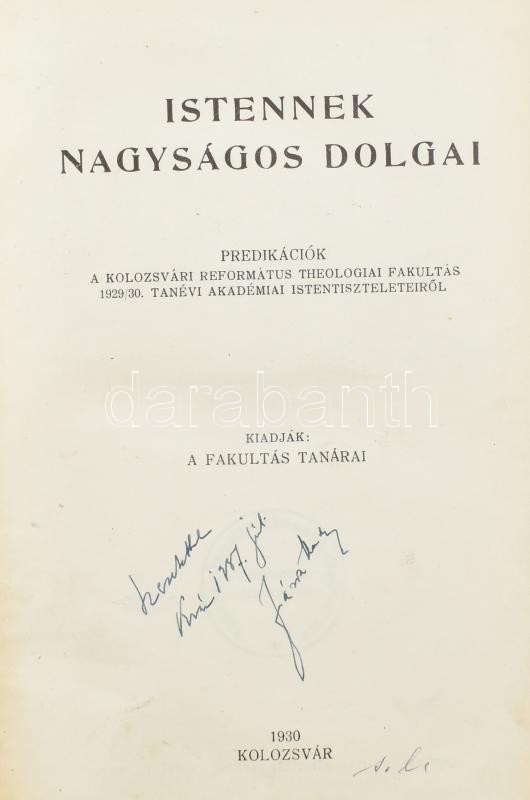 ISTENNEK
NAGYSÁGOS DOLGAI
PREDIKÁCIÓK
A KOLOZSVÁRI REFORMÁTUS THEOLOGIAI FAKULTÁS
1929/30. TANÉVI AKADÉMIAI ISTENTISZTELETEIRŐL
darabanth
KIADJÁK:
A FAKULTÁS TANÁRAI
1930
KOLOZSVÁR